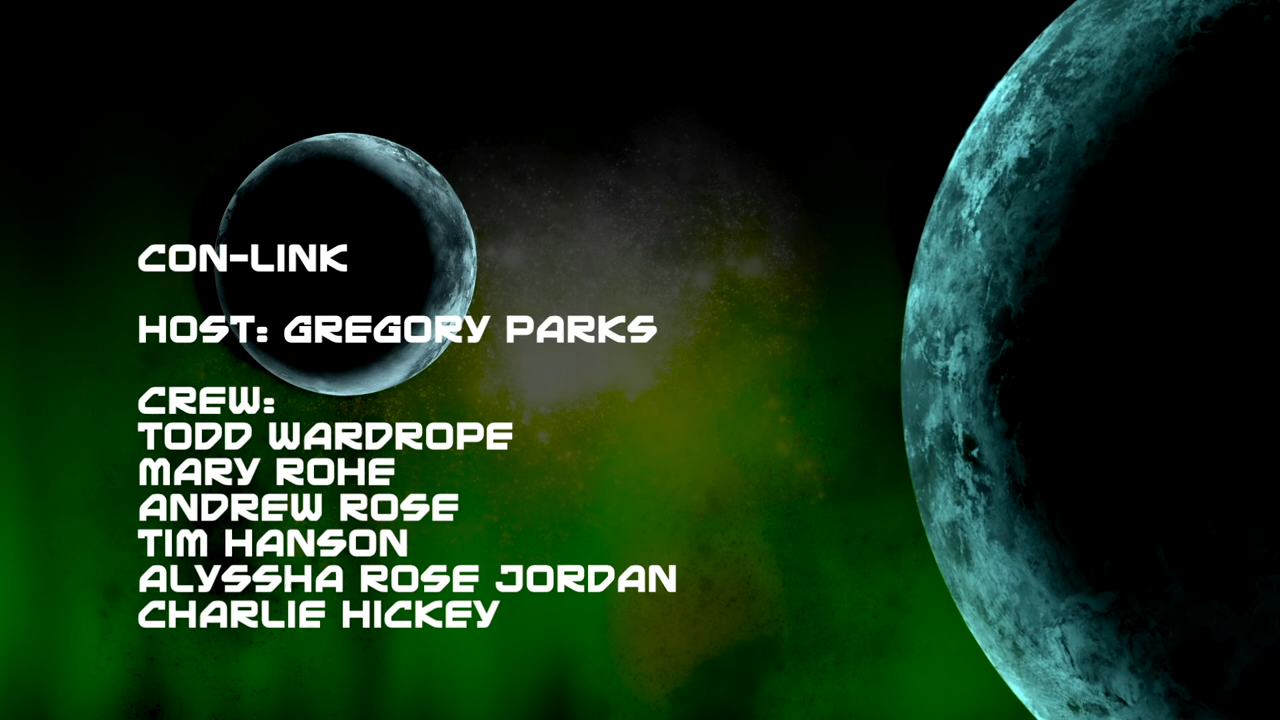 CON-LINK
HOST: GREGORY PARKS
CREW:
TODD WARDROPE
MARY ROHE
ANDREW ROSE
TIM HANSON
ALYSSHA ROSE JORDAN
CHARLIE HICKEY